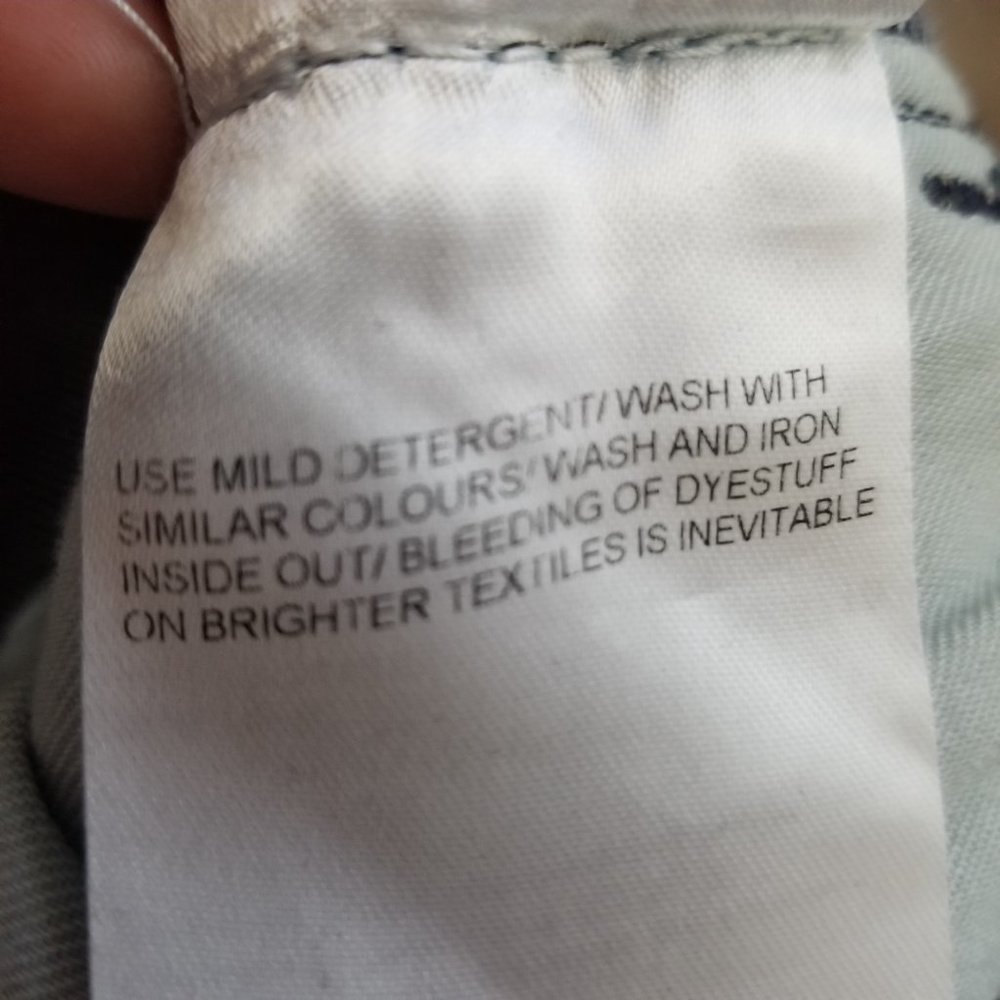 USE MILD DETERGENT/ WASH WITH
SIMILAR COLOURS/ WASH AND IRON
INSIDE OUT/ BLEEDING OF DYESTUFF
ON BRIGHTER TEXTILES IS INEVITABLE